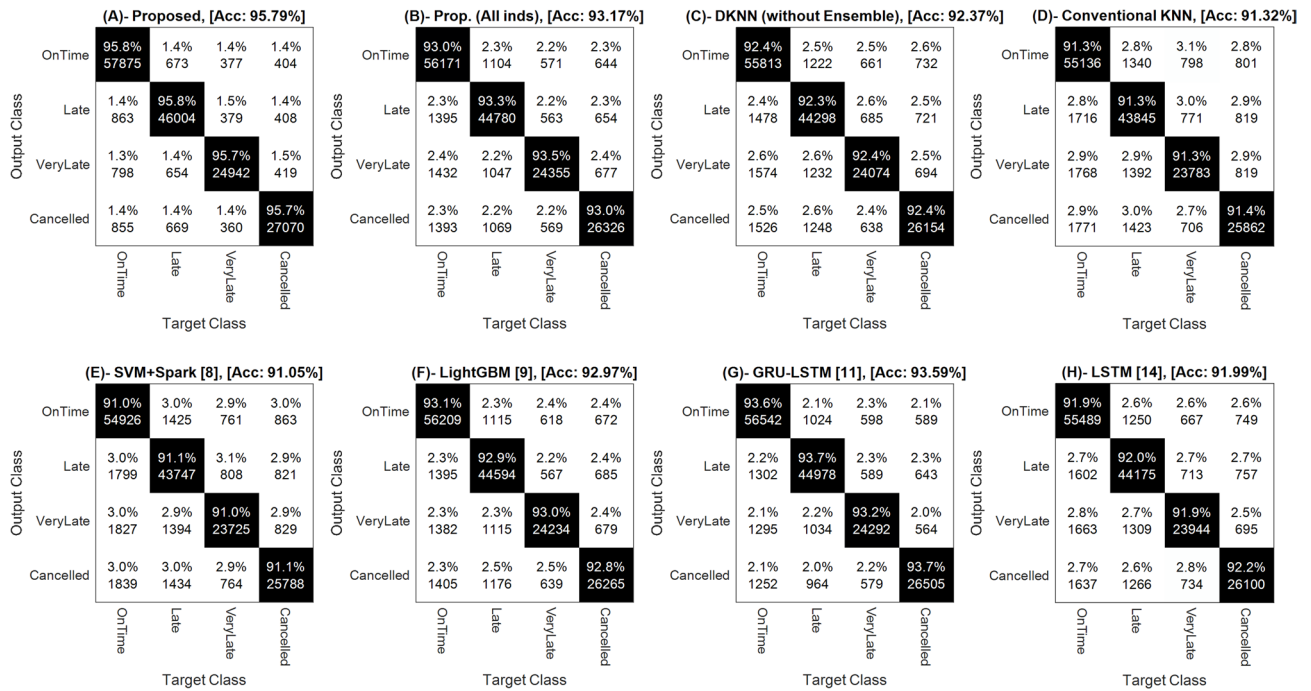 (A)- Proposed, [Acc: 95.79%]
Output Class
OnTime
95.8% 1.4% 1.4% 1.4%
57875 673 377 404
Late
1.4% 95.8% 1.5% 1.4%
863 46004 379 408
VeryLate
1.3% 1.4% 95.7% 1.5%
798 654 24942 419
Cancelled
1.4% 1.4% 1.4% 95.7%
855 669 360 27070
OnTime Late VeryLate Cancelled
Target Class
(B)- Prop. (All inds), [Acc: 93.17%]
Output Class
OnTime
93.0% 2.3% 2.2% 2.3%
56171 1104 571 644
Late
2.3% 93.3% 2.2% 2.3%
1395 44780 563 654
VeryLate
2.4% 2.2% 93.5% 2.4%
1432 1047 24355 677
Cancelled
2.3% 2.2% 2.2% 93.0%
1393 1069 569 26326
OnTime Late VeryLate Cancelled
Target Class
(C)- DKNN (without Ensemble), [Acc: 92.37%]
Output Class
OnTime
92.4% 2.5% 2.5% 2.6%
55813 1222 661 732
Late
2.4% 92.3% 2.6% 2.5%
1478 44298 685 721
VeryLate
2.6% 2.6% 92.4% 2.5%
1574 1232 24074 694
Cancelled
2.5% 2.6% 2.4% 92.4%
1526 1248 638 26154
OnTime Late VeryLate Cancelled
Target Class
(D)- Conventional KNN, [Acc: 91.32%]
Output Class
OnTime
91.3% 2.8% 3.1% 2.8%
55136 1340 798 801
Late
2.8% 91.3% 3.0% 2.9%
1716 43845 771 819
VeryLate
2.9% 2.9% 91.3% 2.9%
1768 1392 23783 819
Cancelled
2.9% 3.0% 2.7% 91.4%
1771 1423 706 25862
OnTime Late VeryLate Cancelled
Target Class
(E)- SVM+Spark [8], [Acc: 91.05%]
Output Class
OnTime
91.0% 3.0% 2.9% 3.0%
54926 1425 761 863
Late
3.0% 91.1% 3.1% 2.9%
1799 43747 808 821
VeryLate
3.0% 2.9% 91.0% 2.9%
1827 1394 23725 829
Cancelled
3.0% 3.0% 2.9% 91.1%
1839 1434 764 25788
OnTime Late VeryLate Cancelled
Target Class
(F)- LightGBM [9], [Acc: 92.97%]
Output Class
OnTime
93.1% 2.3% 2.4% 2.4%
56209 1115 618 672
Late
2.3% 92.9% 2.2% 2.4%
1395 44594 567 685
VeryLate
2.3% 2.3% 93.0% 2.4%
1382 1115 24234 679
Cancelled
2.3% 2.5% 2.5% 92.8%
1405 1176 639 26265
OnTime Late VeryLate Cancelled
Target Class
(G)- GRU-LSTM [11], [Acc: 93.59%]
Output Class
OnTime
93.6% 2.1% 2.3% 2.1%
56542 1024 598 589
Late
2.2% 93.7% 2.3% 2.3%
1302 44978 589 643
VeryLate
2.1% 2.2% 93.2% 2.0%
1295 1034 24292 564
Cancelled
2.1% 2.0% 2.2% 93.7%
1252 964 579 26505
OnTime Late VeryLate Cancelled
Target Class
(H)- LSTM [14], [Acc: 91.99%]
Output Class
OnTime
91.9% 2.6% 2.6% 2.6%
55489 1250 667 749
Late
2.7% 92.0% 2.7% 2.7%
1602 44175 713 757
VeryLate
2.8% 2.7% 91.9% 2.5%
1663 1309 23944 695
Cancelled
2.7% 2.6% 2.8% 92.2%
1637 1266 734 26100
OnTime Late VeryLate Cancelled
Target Class